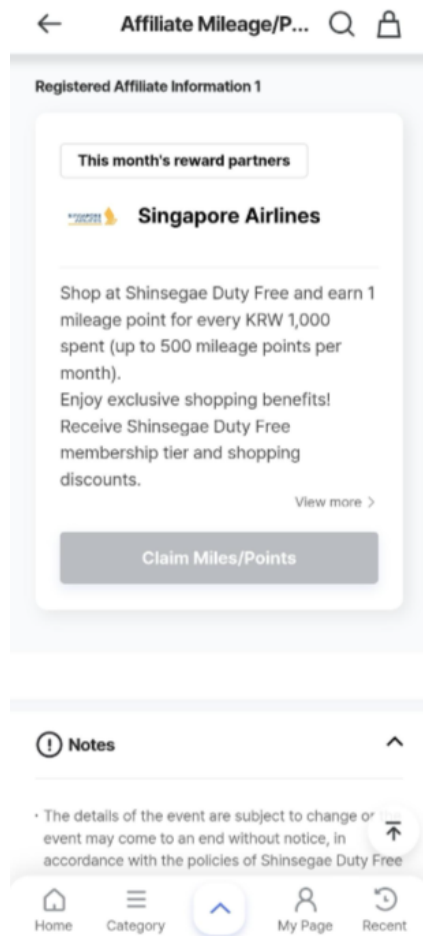 Affiliate Mileage/P...
Registered Affiliate Information 1
This month's reward partners
SINGAPORE AIRLINES
Singapore Airlines
Shop at Shinsegae Duty Free and earn 1
mileage point for every KRW 1,000
spent (up to 500 mileage points per
month).
Enjoy exclusive shopping benefits!
Receive Shinsegae Duty Free
membership tier and shopping
discounts.
View more >
Claim Miles/Points
Notes
· The details of the event are subject to change or
event may come to an end without notice, in
accordance with the policies of Shinsegae Duty Free
Home Category My Page Recent